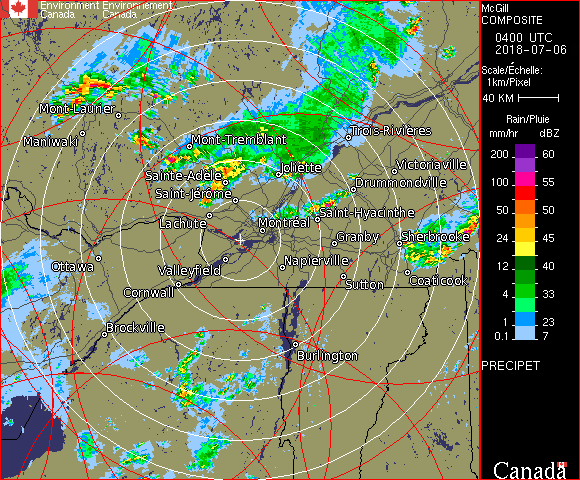 Environment Environnement
Canada Canada
McGill
COMPOSITE
0400 UTC
2018-07-06
Scale/Échelle:
1km/Pixel
40 KM
Rain/Pluie
mm/hr dBZ
200 60
155
100 55
50 50
24 45
12 40
4 33
1 23
0.1 7
PRECIPET
Canada
Mont-Laurier
Maniwaki
Mont-Tremblant
Trois-Rivières
Sainte-Adèle
Joliette
Victoriaville
Saint-Jérôme
Drummondville
Lachute
Saint-Hyacinthe
Montréal
Granby
Sherbrooke
Ottawa
Valleyfield
Napierville
Cornwall
Sutton
Coaticook
Brockville
Burlington